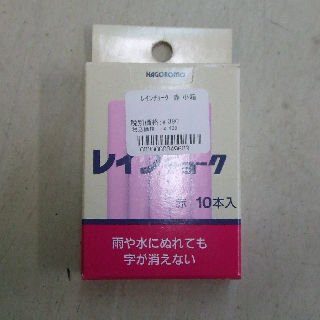 HAGOROMO
レインチョーク 赤 小箱
レインチョーク
赤 10本入
雨や水にぬれても
字が消えない